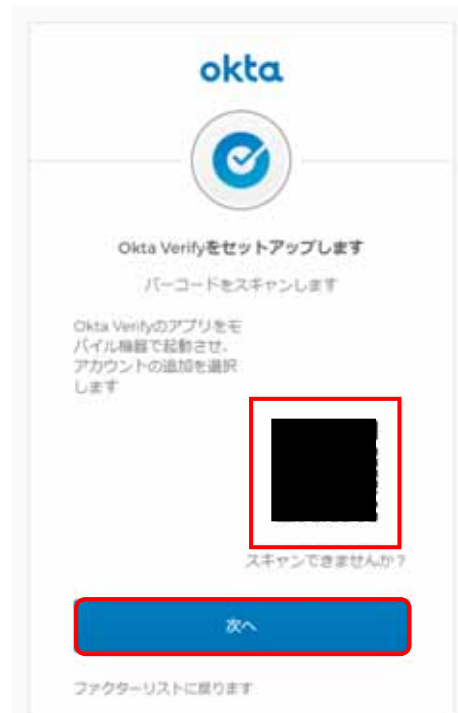 okta
Okta Verifyをセットアップします
バーコードをスキャンします
Okta Verifyのアプリをモ
バイル機器で起動させ、
アカウントの追加を選択
します
スキャンできませんか？
次へ
ファクターリストに戻ります